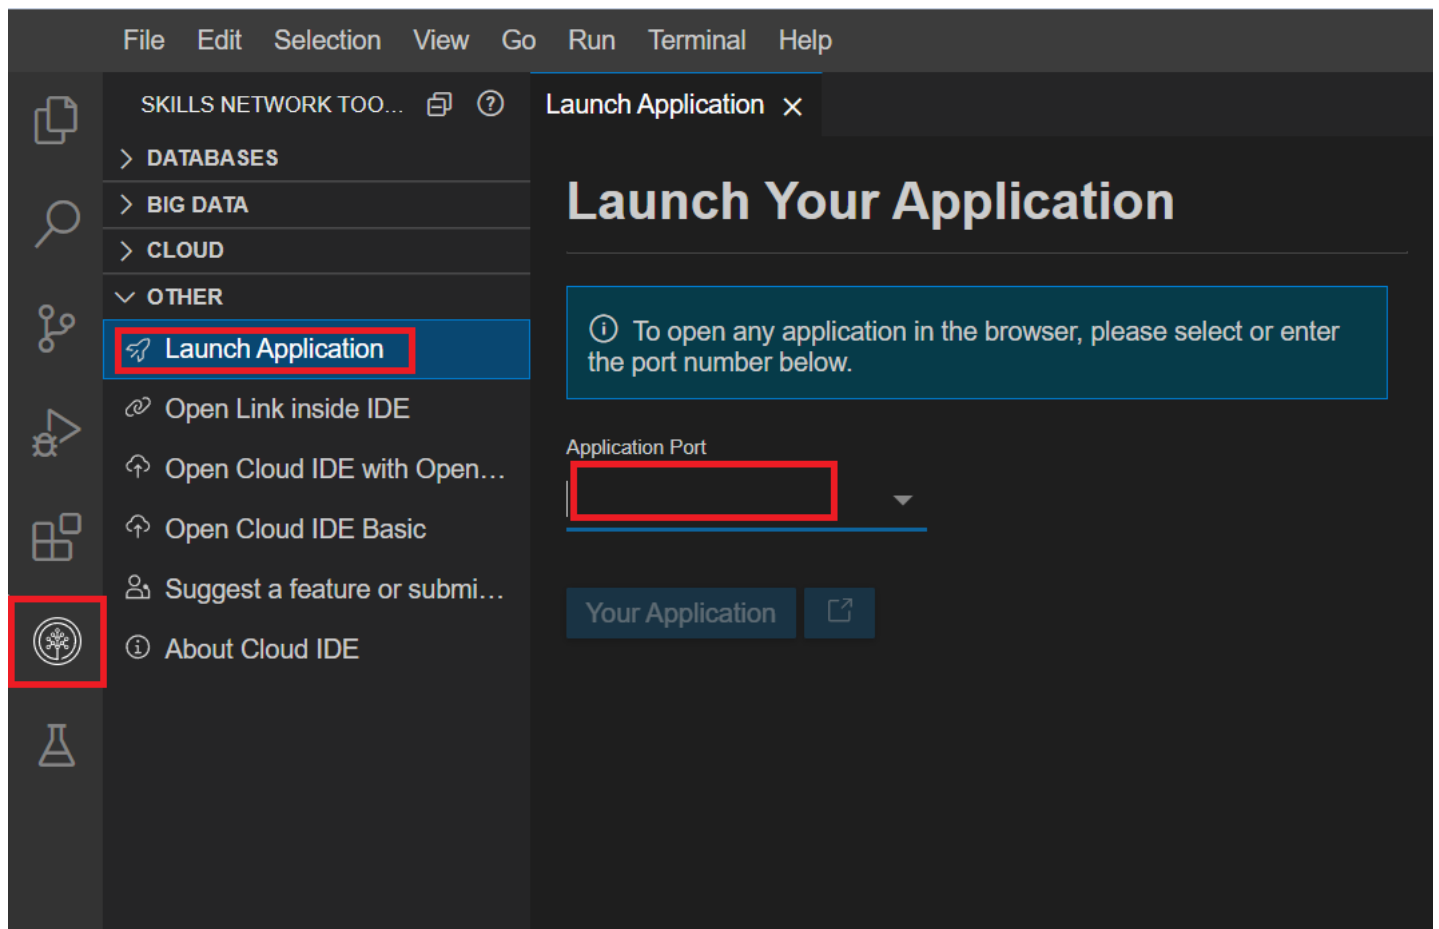 File Edit Selection View Go Run Terminal Help
SKILLS NETWORK TOO...
DATABASES
BIG DATA
CLOUD
OTHER
Launch Application
Open Link inside IDE
Open Cloud IDE with Open...
Open Cloud IDE Basic
Suggest a feature or submi...
About Cloud IDE
Launch Application
Launch Your Application
To open any application in the browser, please select or enter
the port number below.
Application Port
Your Application